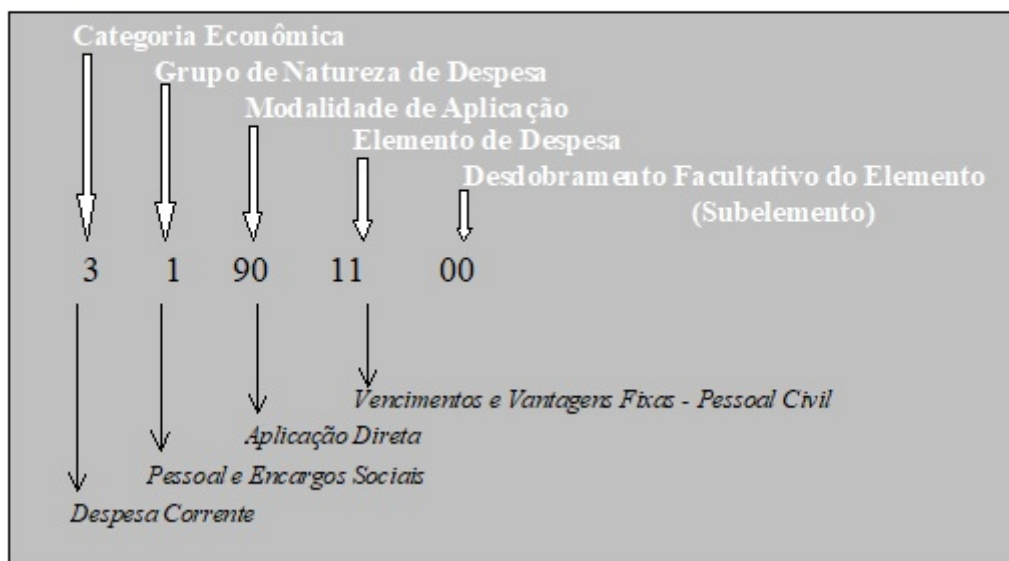 Categoria Econômica
Grupo de Natureza de Despesa
Modalidade de Aplicação
Elemento de Despesa
Desdobramento Facultativo do Elemento
(Subelemento)
3 1 90 11 00
Vencimentos e Vantagens Fixas - Pessoal Civil
Aplicação Direta
Pessoal e Encargos Sociais
Despesa Corrente